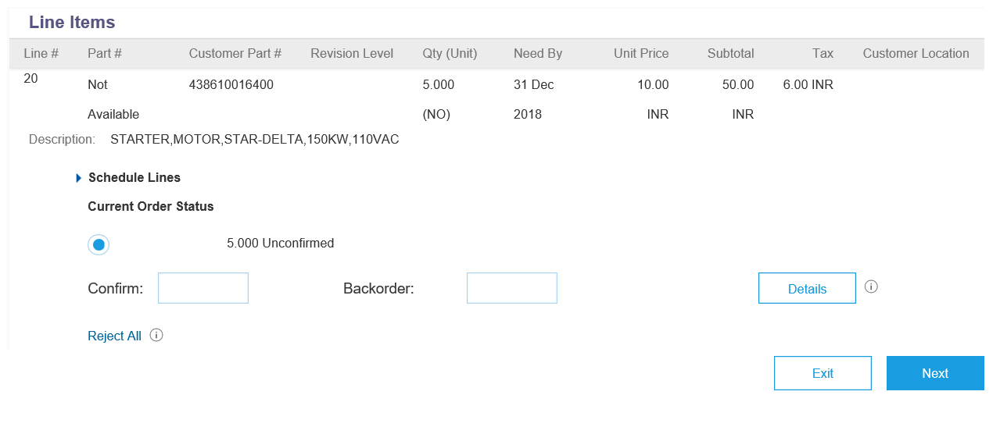 Line Items
Line # Part # Customer Part # Revision Level Qty (Unit) Need By Unit Price Subtotal Tax Customer Location
20 Not 438610016400 5.000 31 Dec 10.00 50.00 6.00 INR
Available (NO) 2018 INR INR
Description: STARTER,MOTOR,STAR-DELTA,150KW,110VAC
Schedule Lines
Current Order Status
5.000 Unconfirmed
Confirm: Backorder: Details i
Reject All i
Exit Next